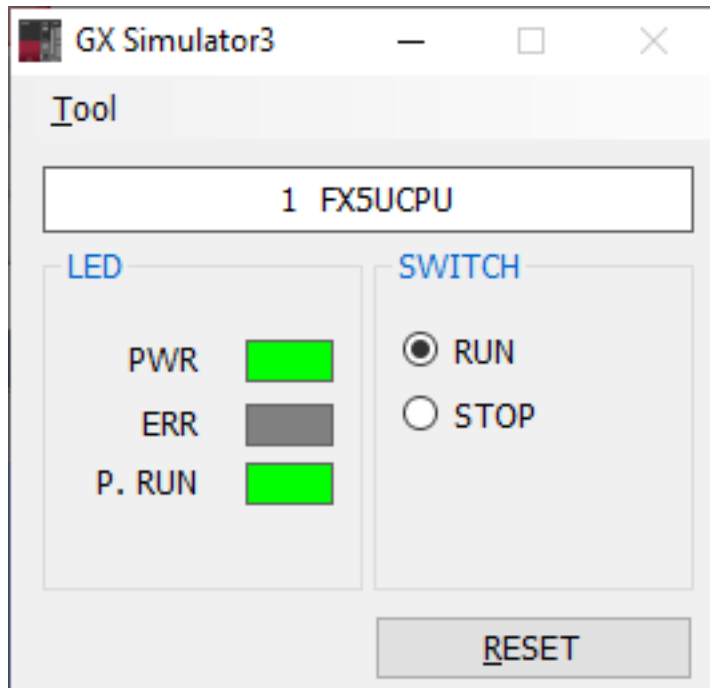 GX Simulator3
Tool
1 FX5UCPU
LED
SWITCH
PWR
RUN
ERR
STOP
P. RUN
RESET